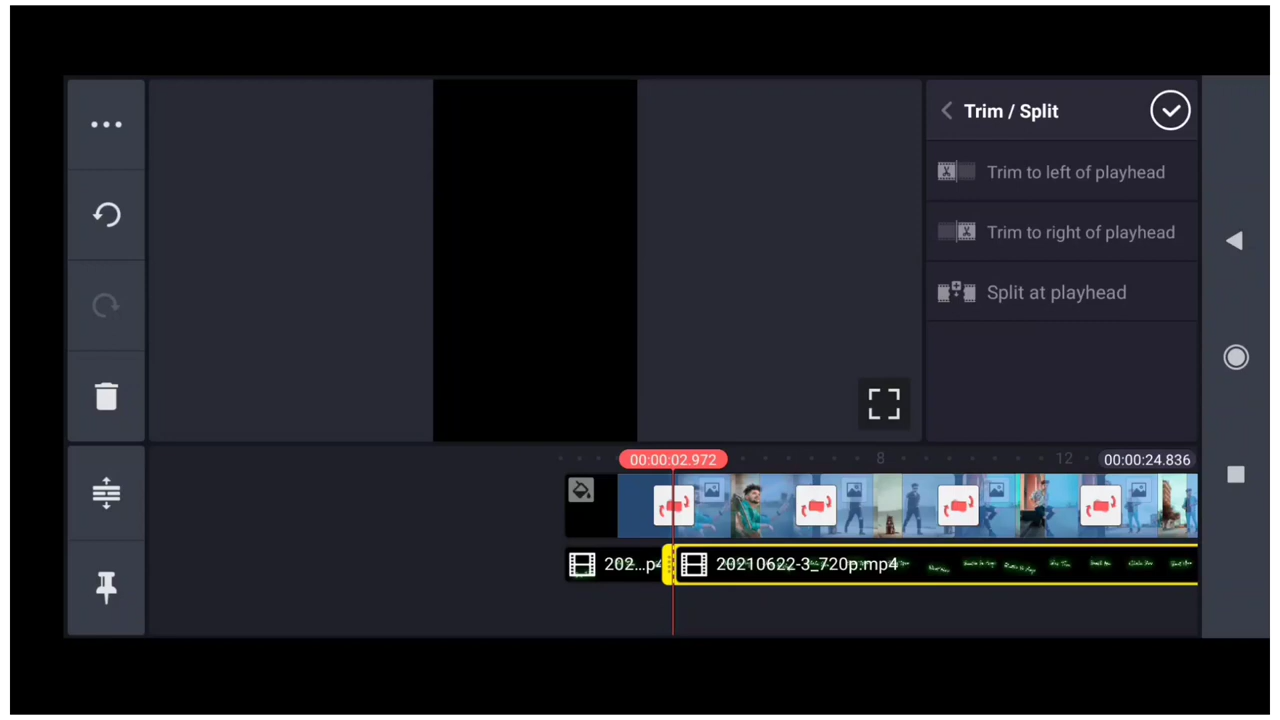 Trim / Split
Trim to left of playhead
Trim to right of playhead
Split at playhead
00:00:02.972
8
12
00:00:24.836
202...p4
20210622-3_720p.mp4